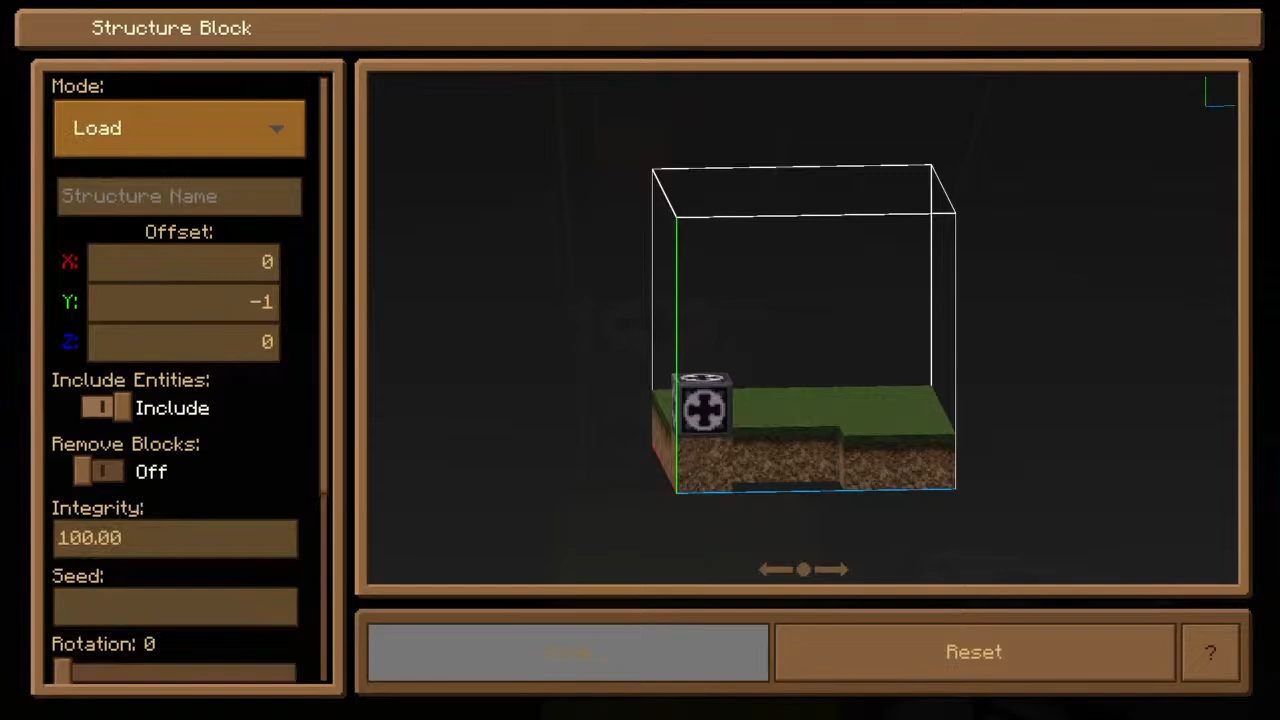 Structure Block
Mode:
Load
Structure Name
Offset:
X: 0
Y: -1
Z: 0
Include Entities:
Include
Remove Blocks:
Off
Integrity:
100.00
Seed:
Rotation: 0
Reset
?